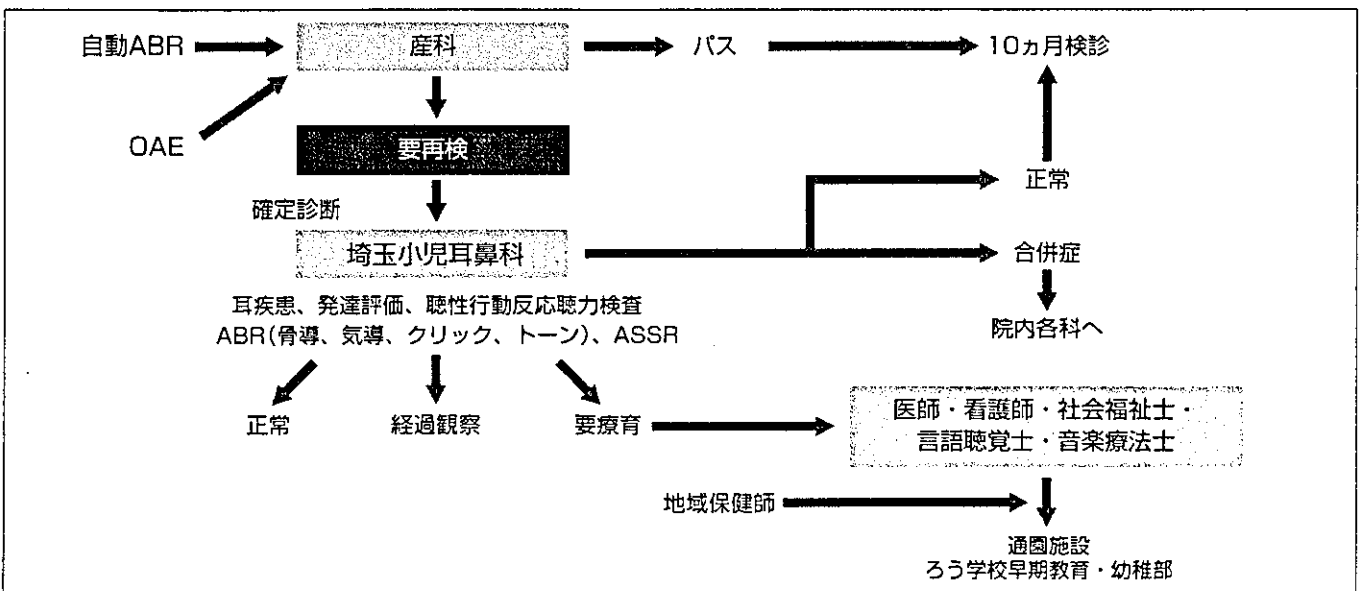 自動ABR
産科
パス
10ヵ月検診
OAE
要再検
正常
確定診断
埼玉小児耳鼻科
合併症
耳疾患、発達評価、聴性行動反応聴力検査
ABR(骨導、気導、クリック、トーン)、ASSR
院内各科へ
正常
経過観察
要療育
医師・看護師・社会福祉士・
言語聴覚士・音楽療法士
地域保健師
通園施設
ろう学校早期教育・幼稚部